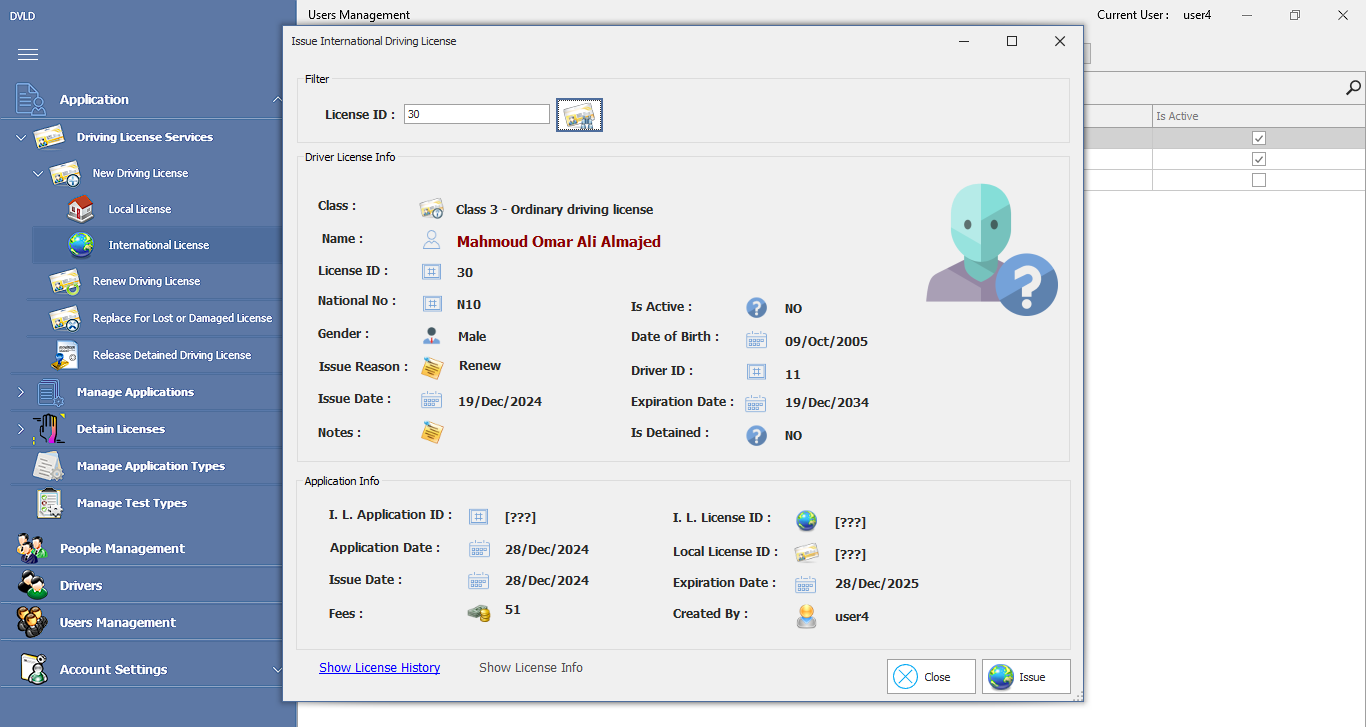 DVLD
Users Management
Current User : user4
Application
Driving License Services
New Driving License
Local License
International License
Renew Driving License
Replace For Lost or Damaged License
Release Detained Driving License
Manage Applications
Detain Licenses
Manage Application Types
Manage Test Types
People Management
Drivers
Users Management
Account Settings
Issue International Driving License
Filter
License ID : 30
Driver License Info
Class : Class 3 - Ordinary driving license
Name : Mahmoud Omar Ali Almajed
License ID : 30
National No : N10
Is Active : NO
Gender : Male
Date of Birth : 09/Oct/2005
Issue Reason : Renew
Driver ID : 11
Issue Date : 19/Dec/2024
Expiration Date : 19/Dec/2034
Notes :
Is Detained : NO
Application Info
I. L. Application ID : [???]
I. L. License ID : [???]
Application Date : 28/Dec/2024
Local License ID : [???]
Issue Date : 28/Dec/2024
Expiration Date : 28/Dec/2025
Fees : 51
Created By : user4
Show License History
Show License Info
Close
Issue
Is Active